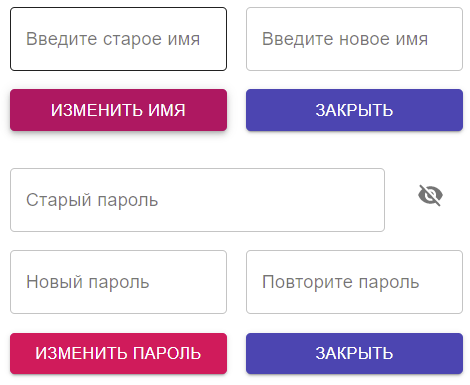 Введите старое имя
Введите новое имя
ИЗМЕНИТЬ ИМЯ
ЗАКРЫТЬ
Старый пароль
Новый пароль
Повторите пароль
ИЗМЕНИТЬ ПАРОЛЬ
ЗАКРЫТЬ